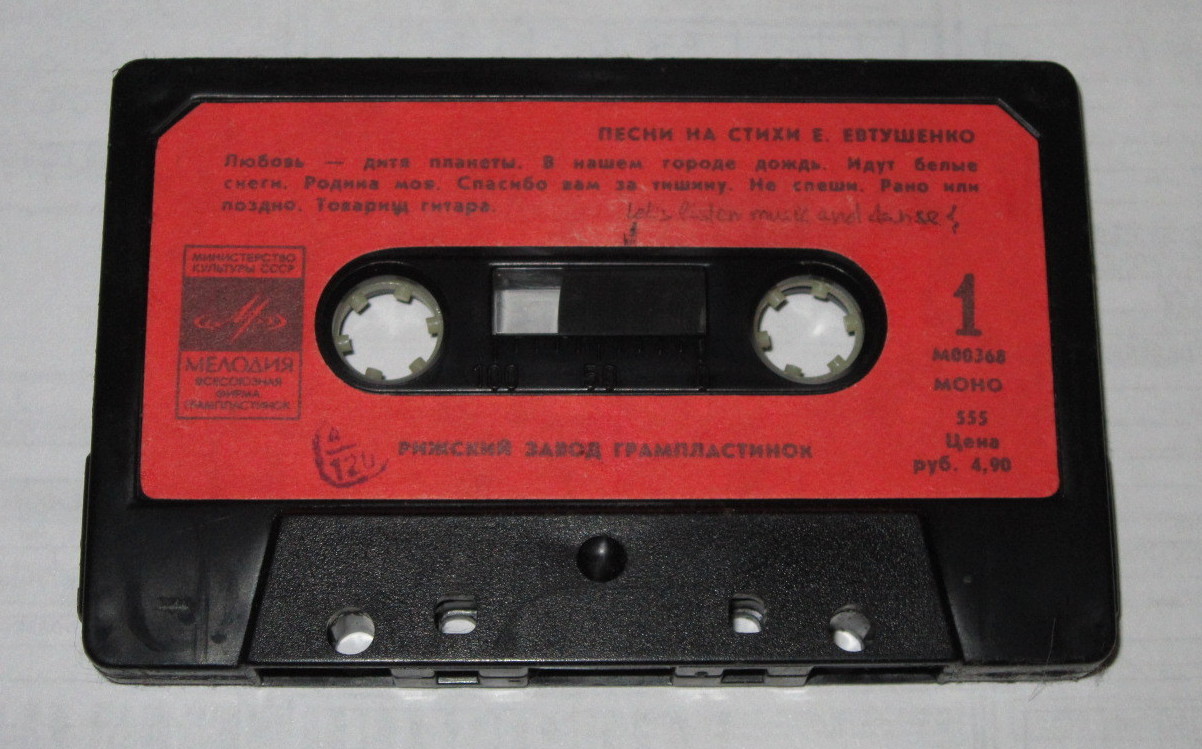 ПЕСНИ НА СТИХИ Е. ЕВТУШЕНКО
Любовь — дитя планеты. В нашем городе дождь. Идут белые
снеги. Родина моя. Спасибо вам за тишину. Не спеши. Рано или
поздно. Товарищ гитара.
let's listen music and danse
МИНИСТЕРСТВО
КУЛЬТУРЫ СССР
МЕЛОДИЯ
ВСЕСОЮЗНАЯ
ФИРМА
ГРАМПЛАСТИНОК
100 50
1
М00368
МОНО
555
Цена
руб. 4,90
120
РИЖСКИЙ ЗАВОД ГРАМПЛАСТИНОК